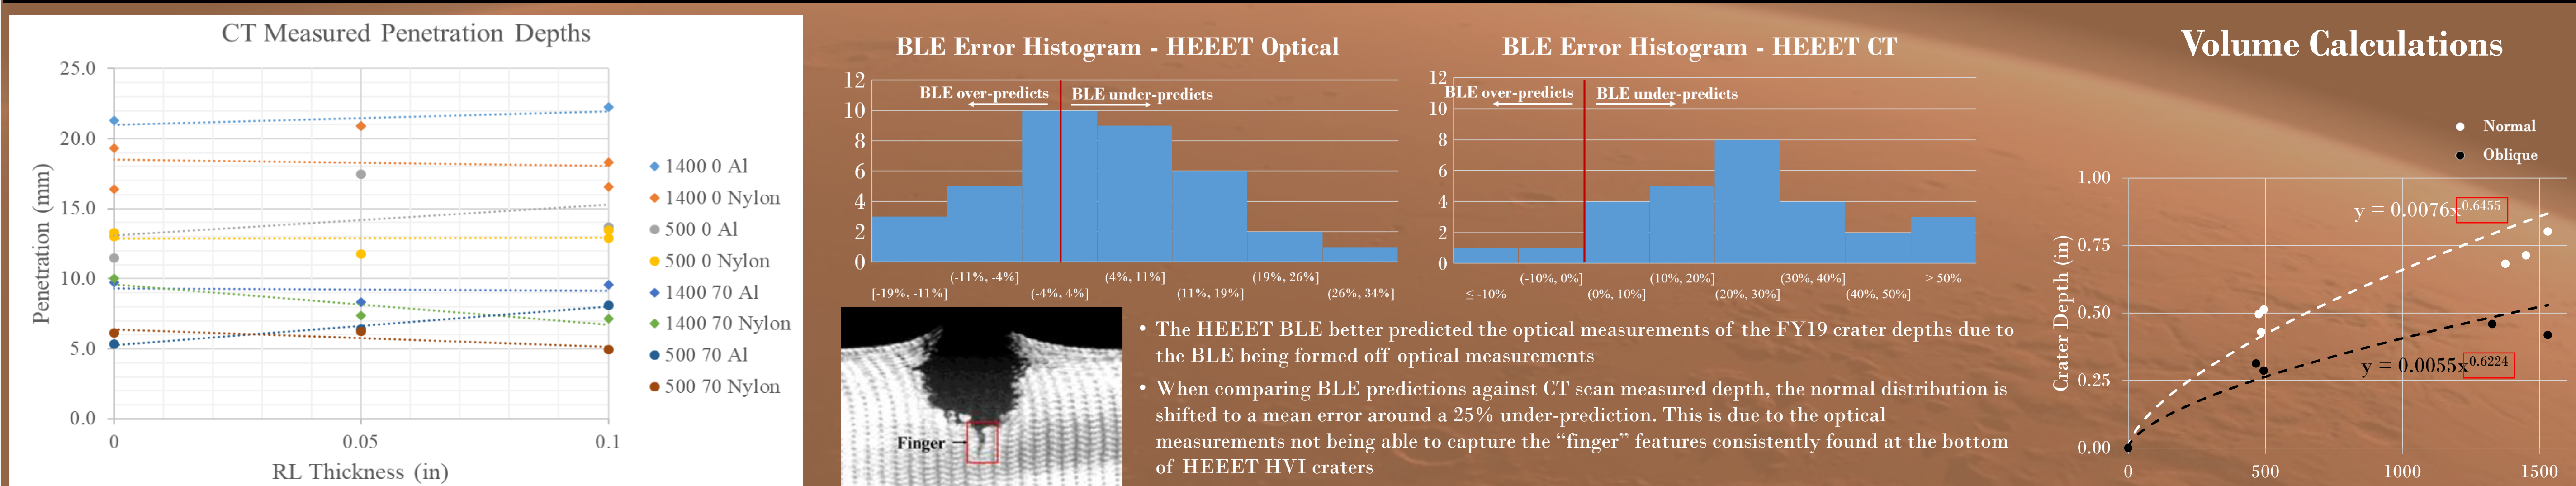 CT Measured Penetration Depths
25.0
20.0
15.0
10.0
5.0
0.0
Penetration (mm)
0
0.05
0.1
RL Thickness (in)
1400 0 Al
1400 0 Nylon
500 0 Al
500 0 Nylon
1400 70 Al
1400 70 Nylon
500 70 Al
500 70 Nylon
BLE Error Histogram - HEEET Optical
12
10
8
6
4
2
0
BLE over-predicts
BLE under-predicts
(-11%, -4%]
(4%, 11%]
(19%, 26%]
[-19%, -11%]
(-4%, 4%]
(11%, 19%]
(26%, 34%]
BLE Error Histogram - HEEET CT
12
10
8
6
4
2
0
BLE over-predicts
BLE under-predicts
(-10%, 0%]
(10%, 20%]
(30%, 40%]
> 50%
≤ -10%
(0%, 10%]
(20%, 30%]
(40%, 50%]
Finger
• The HEEET BLE better predicted the optical measurements of the FY19 crater depths due to
the BLE being formed off optical measurements
• When comparing BLE predictions against CT scan measured depth, the normal distribution is
shifted to a mean error around a 25% under-prediction. This is due to the optical
measurements not being able to capture the “finger” features consistently found at the bottom
of HEEET HVI craters
Volume Calculations
Normal
Oblique
1.00
0.75
0.50
0.25
0.00
Crater Depth (in)
y = 0.0076x^0.6455
y = 0.0055x^0.6224
0
500
1000
1500